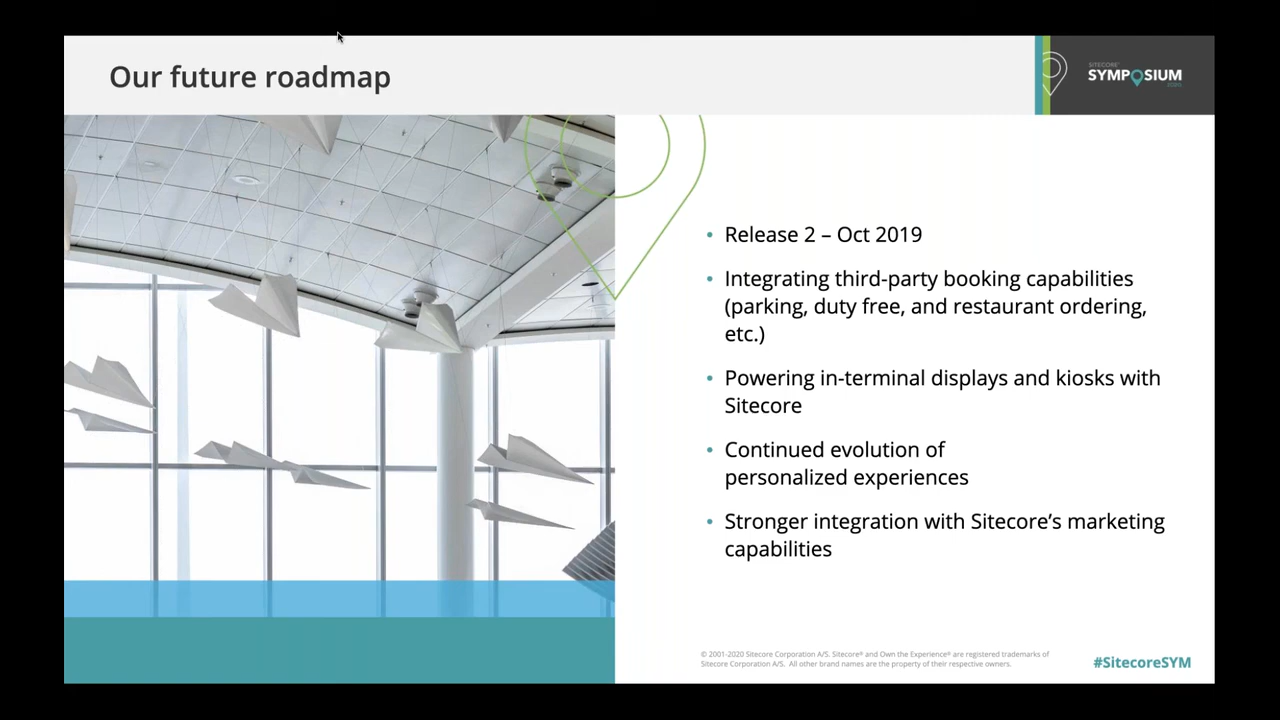 Our future roadmap
SITECORE®
SYMPOSIUM
2020
• Release 2 – Oct 2019
• Integrating third-party booking capabilities
(parking, duty free, and restaurant ordering,
etc.)
• Powering in-terminal displays and kiosks with
Sitecore
• Continued evolution of
personalized experiences
• Stronger integration with Sitecore’s marketing
capabilities
© 2001-2020 Sitecore Corporation A/S. Sitecore® and Own the Experience® are registered trademarks of
Sitecore Corporation A/S. All other brand names are the property of their respective owners.
#SitecoreSYM